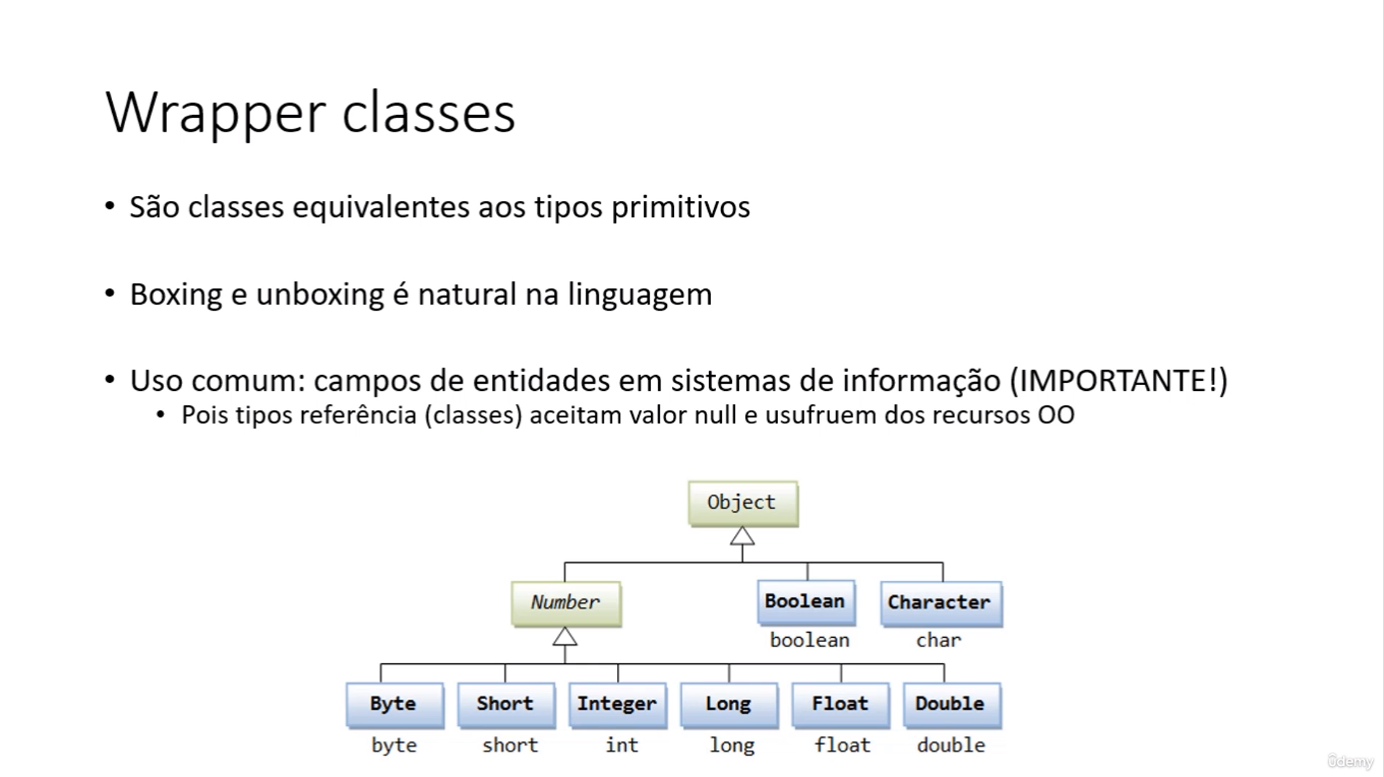 Wrapper classes
• São classes equivalentes aos tipos primitivos
• Boxing e unboxing é natural na linguagem
• Uso comum: campos de entidades em sistemas de informação (IMPORTANTE!)
• Pois tipos referência (classes) aceitam valor null e usufruem dos recursos OO
Object
Number Boolean Character
boolean char
Byte Short Integer Long Float Double
byte short int long float double
ûdemy